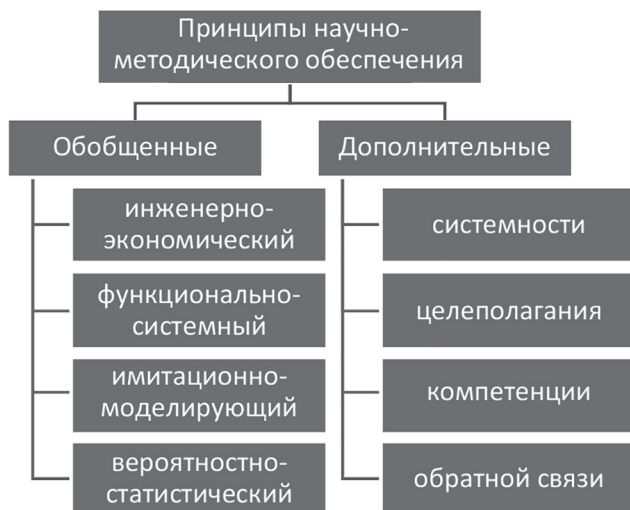 Принципы научно-
методического обеспечения
Обобщенные
инженерно-
экономический
функционально-
системный
имитационно-
моделирующий
вероятностно-
статистический
Дополнительные
системности
целеполагания
компетенции
обратной связи